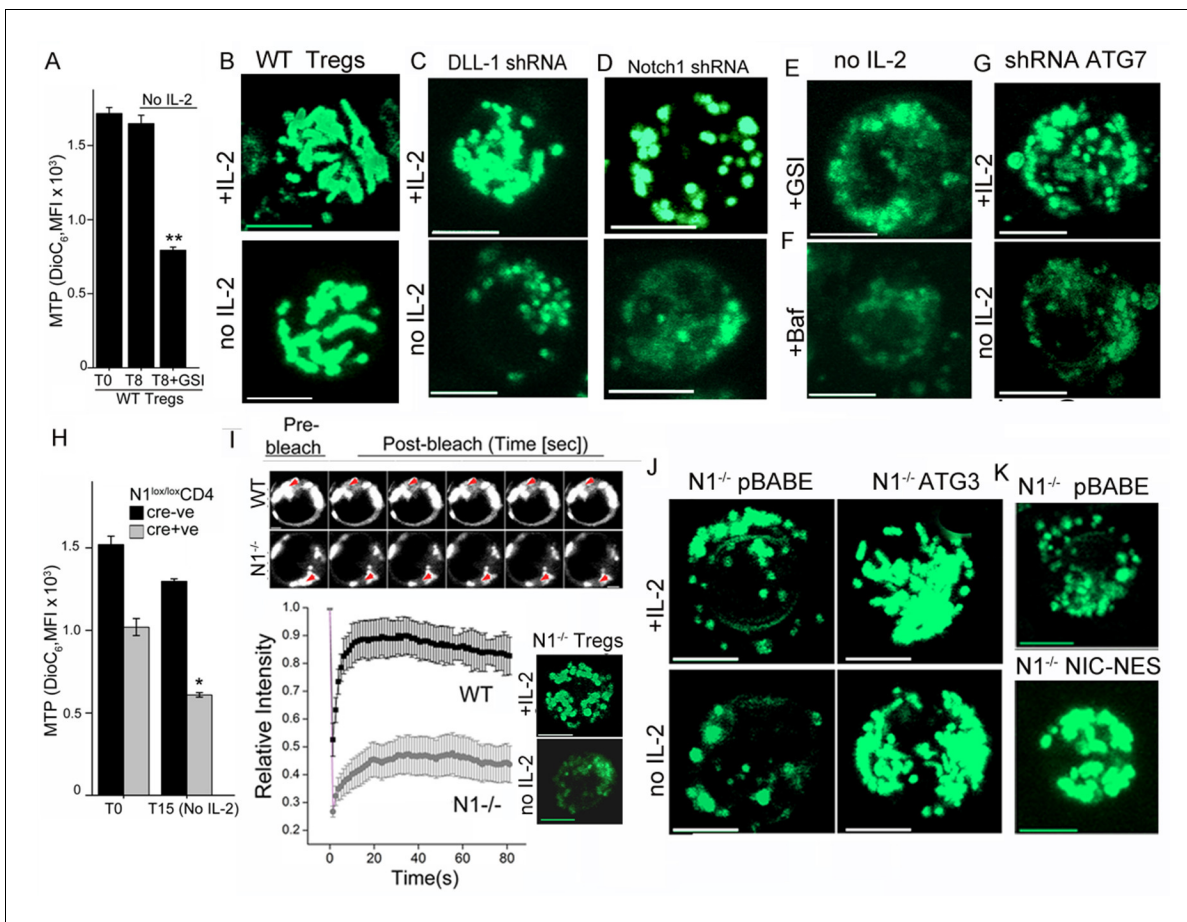 A
No IL-2
MTP (DioC6,MFI x 10³)
1.5
1.0
0.5
0
**
T0 T8 T8+GSI
WT Tregs
B
WT Tregs
+IL-2
no IL-2
C
DLL-1 shRNA
+IL-2
no IL-2
D
Notch1 shRNA
E
no IL-2
+GSI
F
+Baf
G
shRNA ATG7
+IL-2
no IL-2
H
N1lox/loxCD4
cre-ve
cre+ve
MTP (DioC6,MFI x 10³)
1.5
1.0
0.5
0
*
T0 T15 (No IL-2)
I
Pre-
bleach
Post-bleach (Time [sec])
WT
N1-/-
Relative Intensity
1.0
0.9
0.8
0.7
0.6
0.5
0.4
0.3
0.2
WT
N1-/-
0 20 40 60 80
Time(s)
N1-/- Tregs
+IL-2
no IL-2
J
N1-/- pBABE
N1-/- ATG3
+IL-2
no IL-2
K
N1-/- pBABE
N1-/- NIC-NES